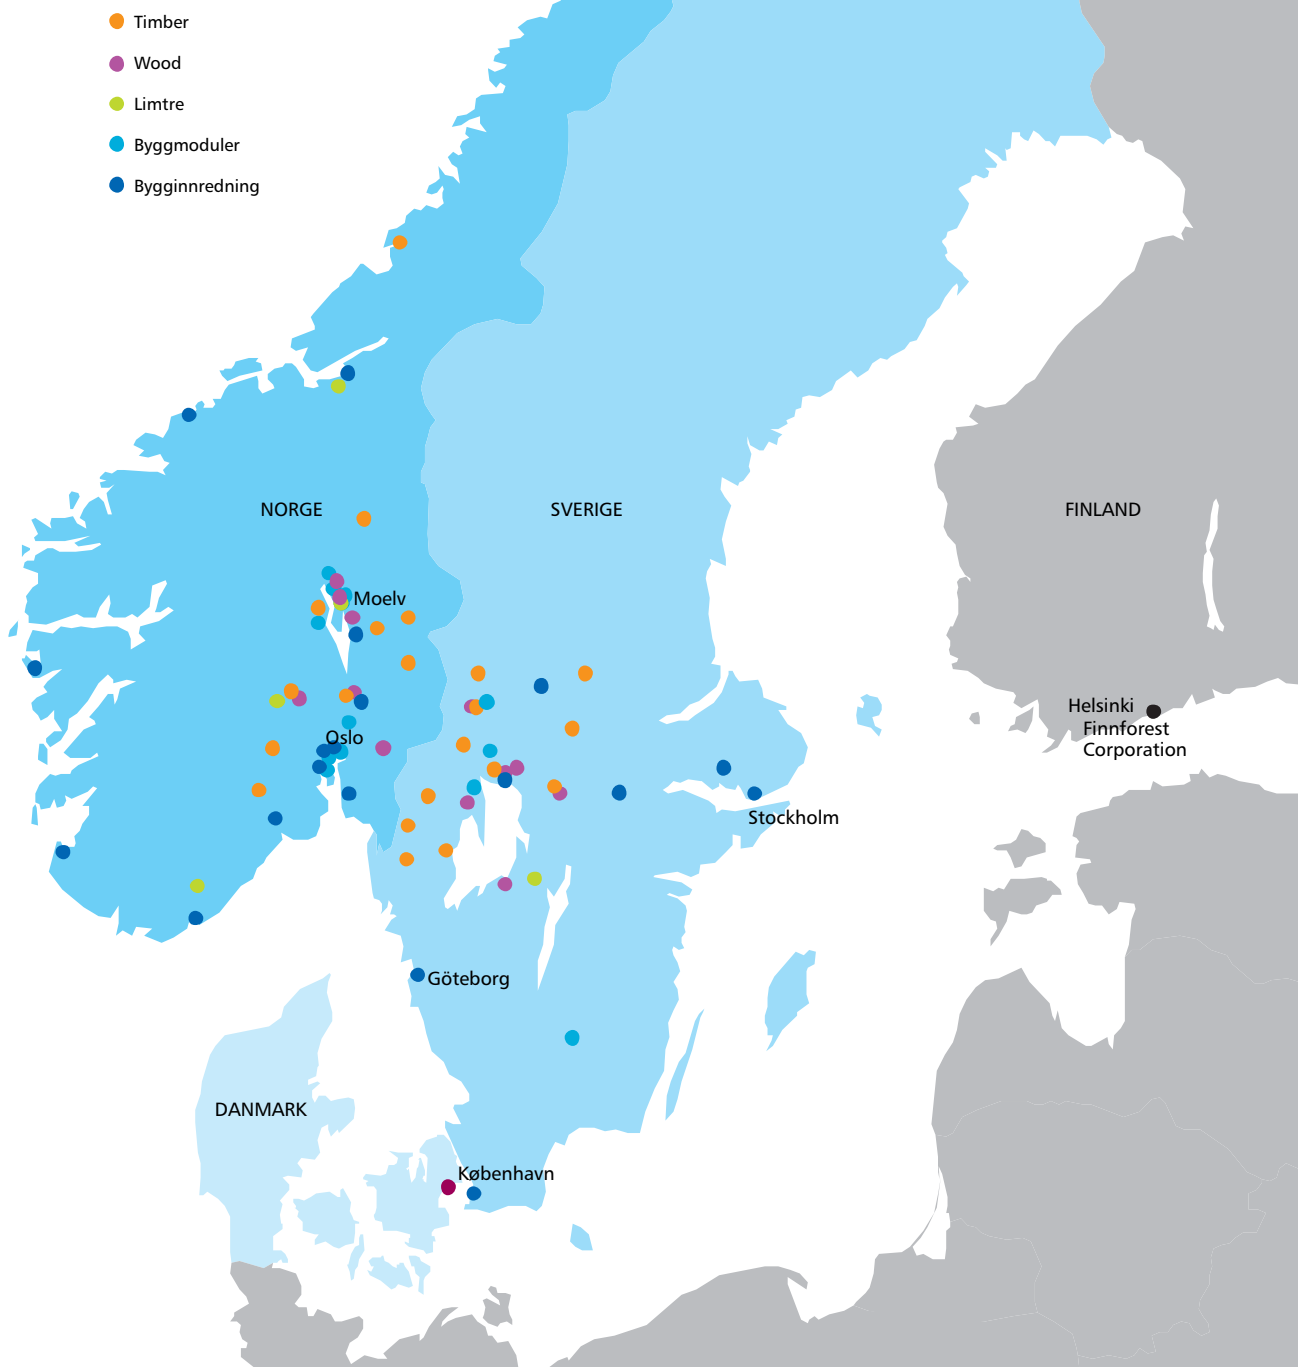 Timber
Wood
Limtre
Byggmoduler
Bygginnredning
NORGE
SVERIGE
FINLAND
Moelv
Helsinki
Finnforest
Corporation
Oslo
Stockholm
Göteborg
DANMARK
København